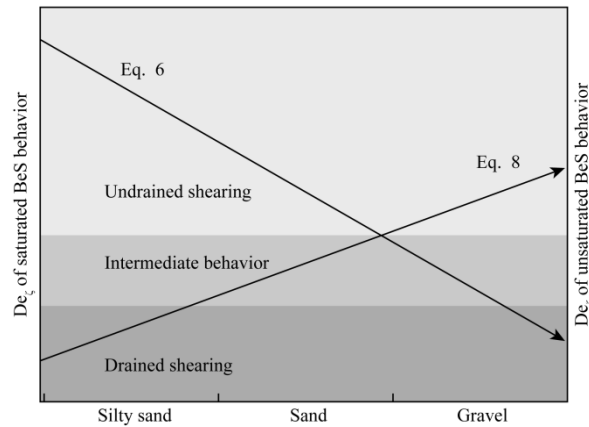 Eq. 6
Eq. 8
Undrained shearing
Intermediate behavior
Drained shearing
Deζ of saturated BeS behavior
De of unsaturated BeS behavior
Silty sand
Sand
Gravel